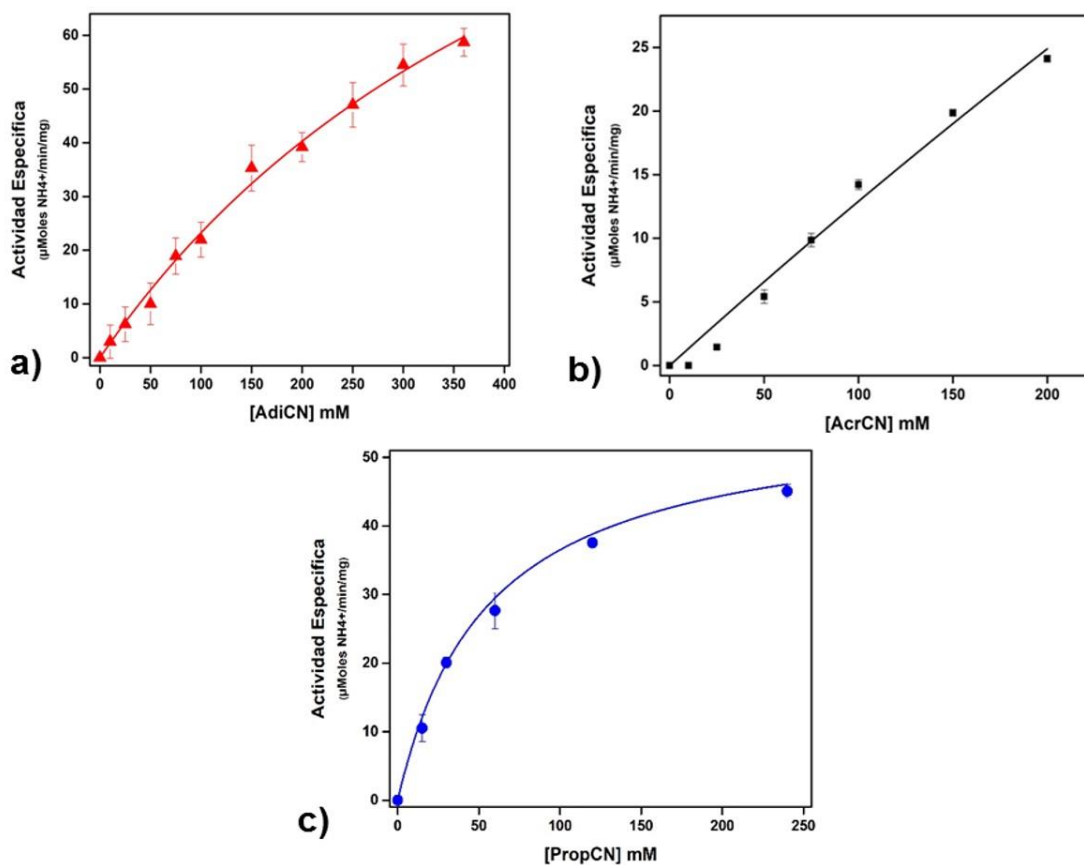 a)
Actividad Especifica
(µMoles NH4+/min/mg)
60
50
40
30
20
10
0
0 50 100 150 200 250 300 350 400
[AdiCN] mM
b)
Actividad Especifica
(µMoles NH4+/min/mg)
25
20
15
10
5
0
0 50 100 150 200
[AcrCN] mM
c)
Actividad Especifica
(µMoles NH4+/min/mg)
50
40
30
20
10
0
0 50 100 150 200 250
[PropCN] mM